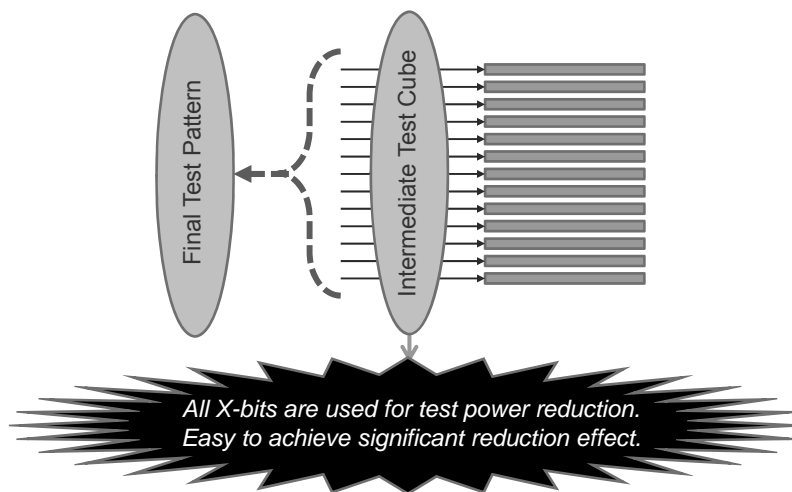 Final Test Pattern
Intermediate Test Cube
All X-bits are used for test power reduction.
Easy to achieve significant reduction effect.